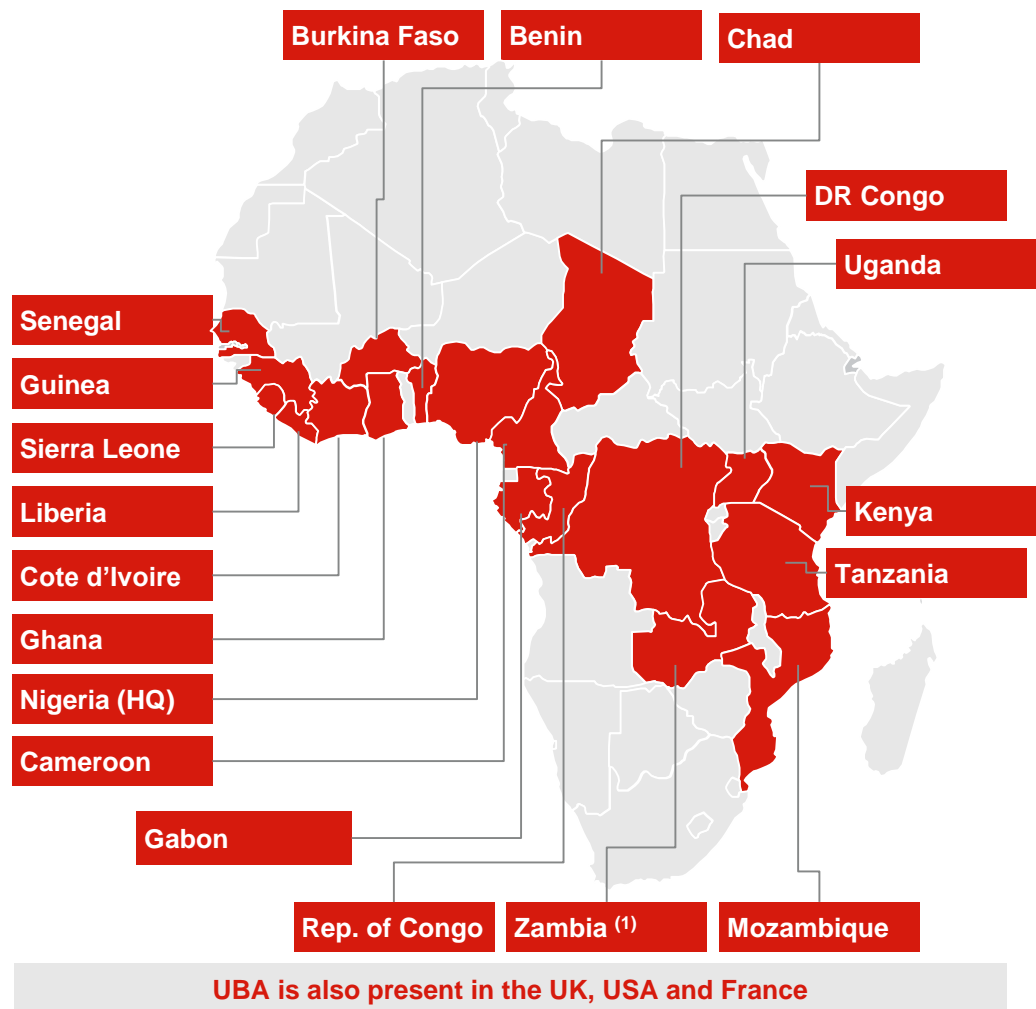 Burkina Faso
Benin
Chad
DR Congo
Uganda
Senegal
Guinea
Sierra Leone
Liberia
Kenya
Cote d’Ivoire
Tanzania
Ghana
Nigeria (HQ)
Cameroon
Gabon
Rep. of Congo
Zambia (1)
Mozambique
UBA is also present in the UK, USA and France